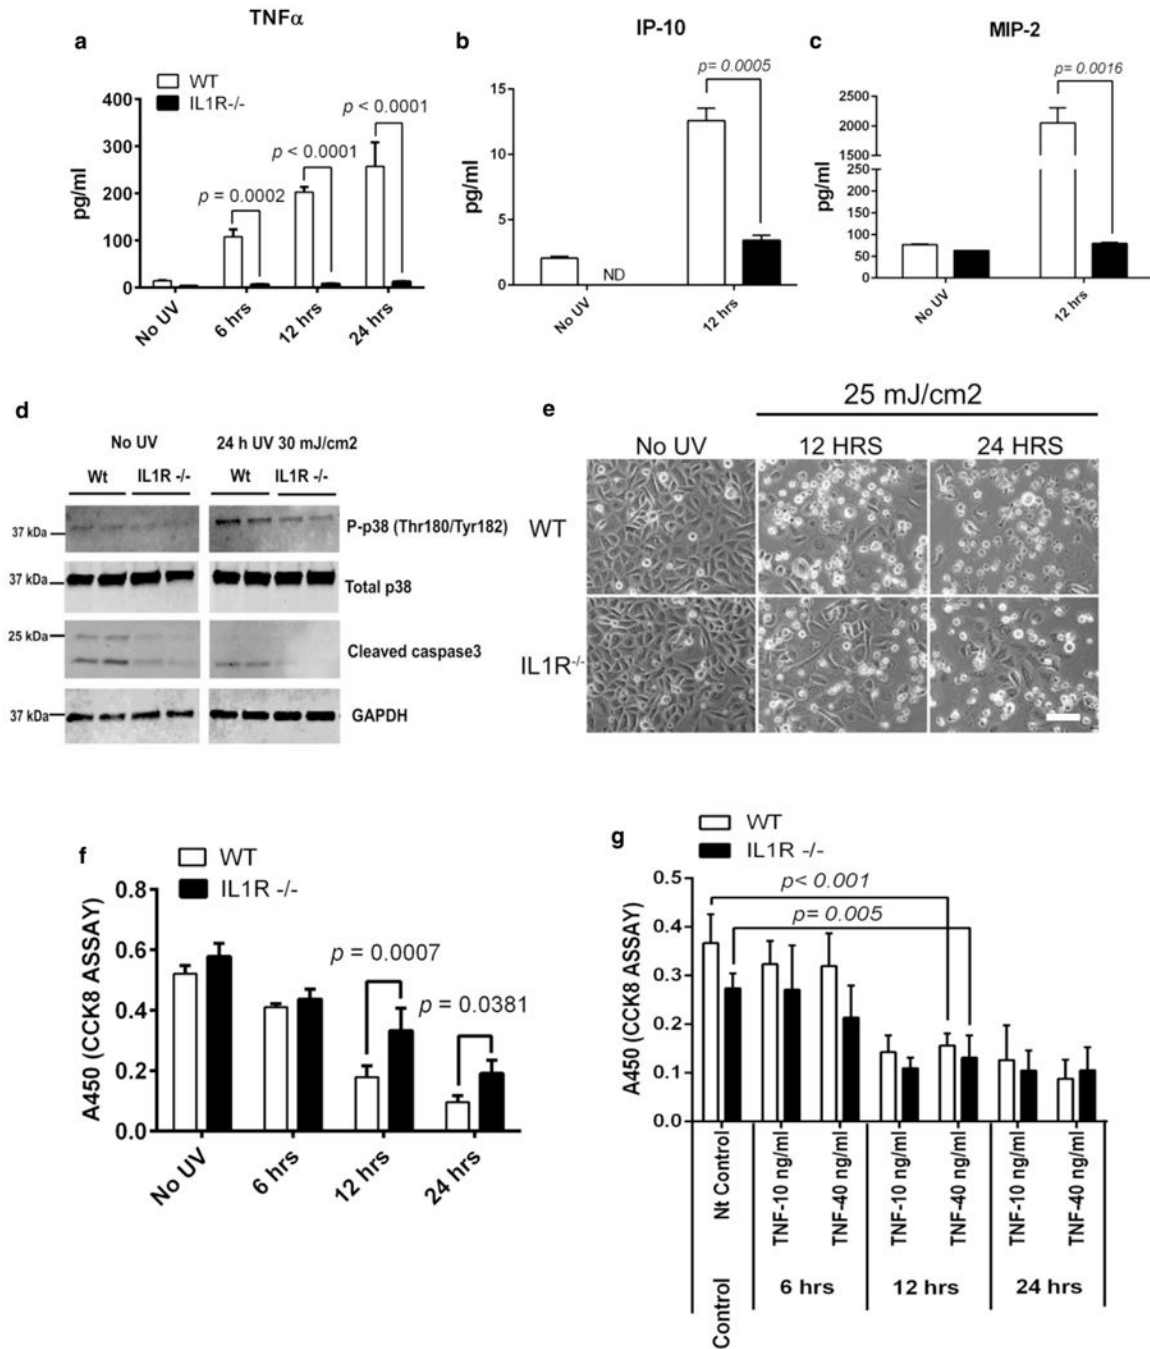 a
TNFα
WT
IL1R-/-
pg/ml
400
300
200
100
0
p = 0.0002
p < 0.0001
p < 0.0001
No UV
6 hrs
12 hrs
24 hrs
b
IP-10
pg/ml
15
10
5
0
ND
p= 0.0005
No UV
12 hrs
c
MIP-2
pg/ml
2500
2000
1500
250
200
150
100
50
0
p= 0.0016
No UV
12 hrs
d
No UV
24 h UV 30 mJ/cm2
Wt
IL1R -/-
Wt
IL1R -/-
37 kDa
P-p38 (Thr180/Tyr182)
37 kDa
Total p38
25 kDa
Cleaved caspase3
37 kDa
GAPDH
e
25 mJ/cm2
No UV
12 HRS
24 HRS
WT
IL1R-/-
f
WT
IL1R -/-
A450 (CCK8 ASSAY)
0.8
0.6
0.4
0.2
0.0
p = 0.0007
p = 0.0381
No UV
6 hrs
12 hrs
24 hrs
g
WT
IL1R -/-
A450 (CCK8 ASSAY)
0.5
0.4
0.3
0.2
0.1
0.0
p< 0.001
p= 0.005
Nt Control
TNF-10 ng/ml
TNF-40 ng/ml
TNF-10 ng/ml
TNF-40 ng/ml
TNF-10 ng/ml
TNF-40 ng/ml
Control
6 hrs
12 hrs
24 hrs